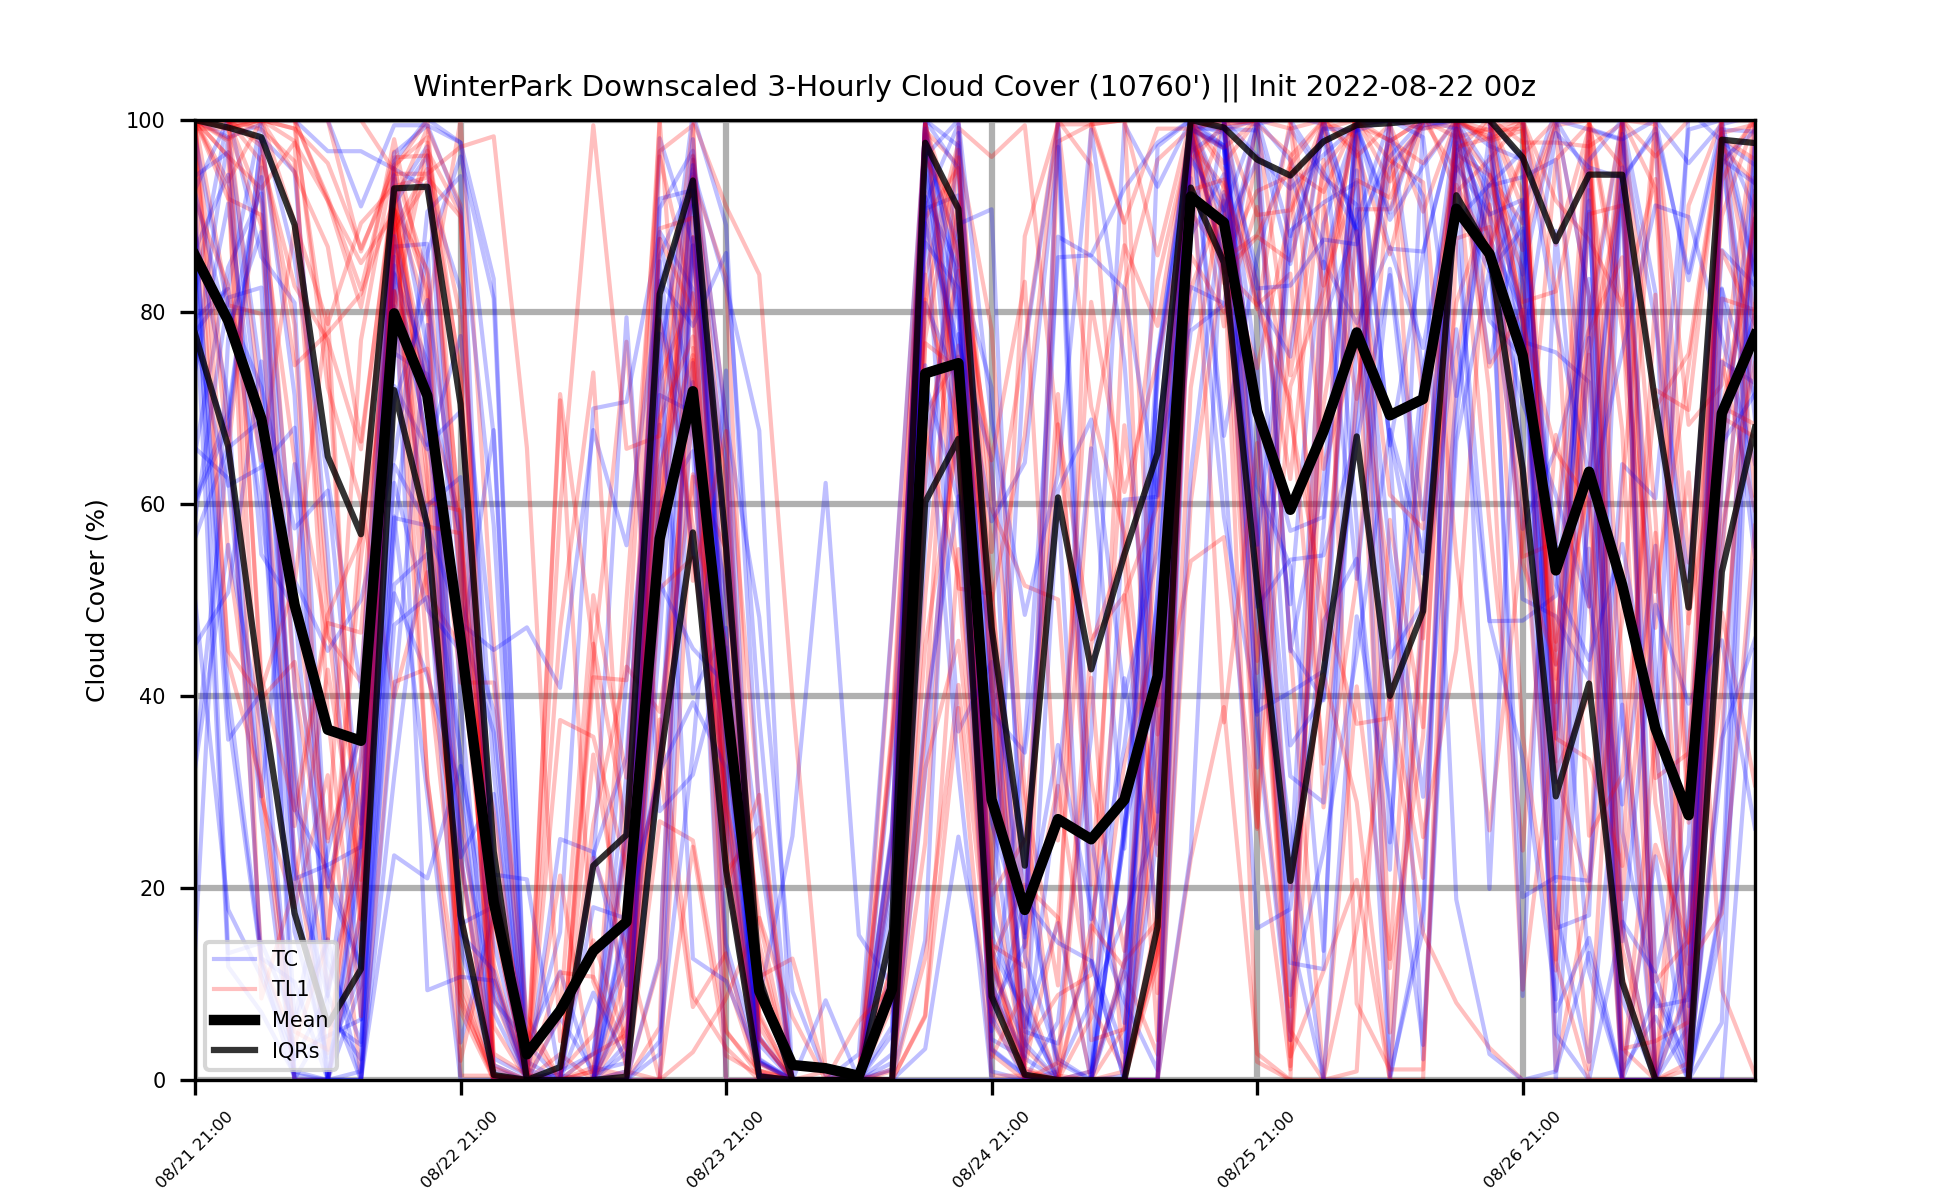 WinterPark Downscaled 3-Hourly Cloud Cover (10760') || Init 2022-08-22 00z
Cloud Cover (%)
100
80
60
40
20
0
TC
TL1
Mean
IQRs
08/21 21:00
08/22 21:00
08/23 21:00
08/24 21:00
08/25 21:00
08/26 21:00